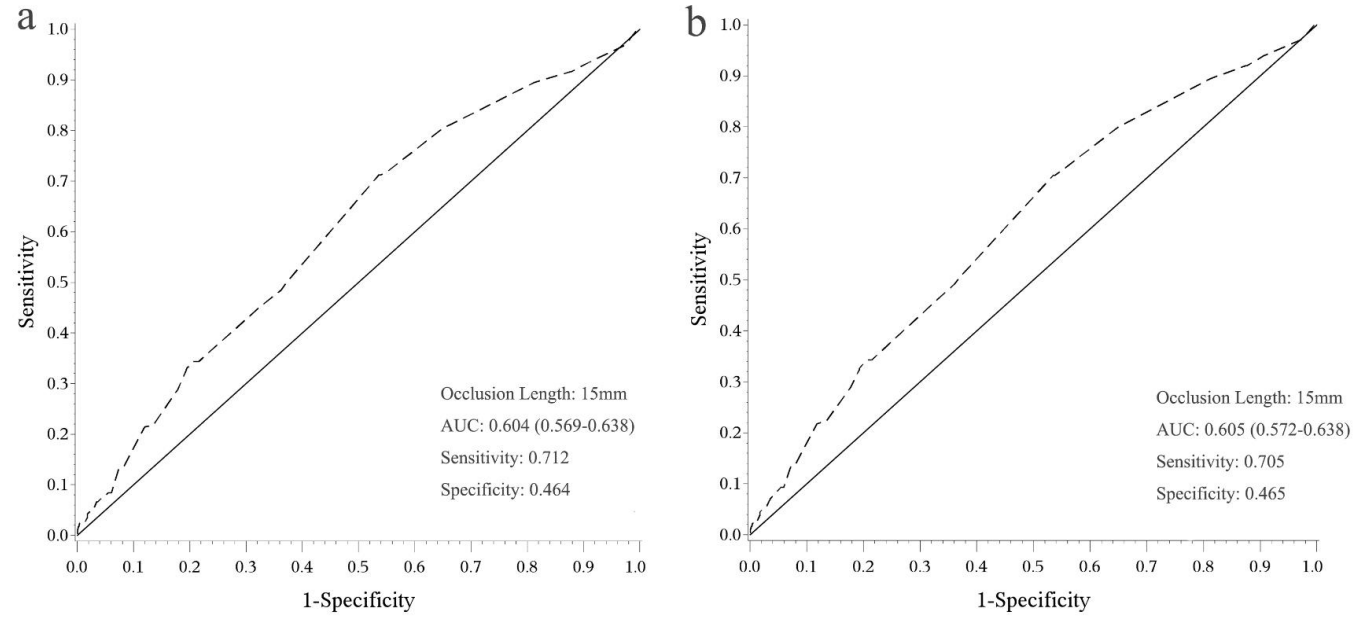 a
1.0
0.9
0.8
0.7
0.6
0.5
0.4
0.3
0.2
0.1
0.0
Sensitivity
Occlusion Length: 15mm
AUC: 0.604 (0.569-0.638)
Sensitivity: 0.712
Specificity: 0.464
0.0 0.1 0.2 0.3 0.4 0.5 0.6 0.7 0.8 0.9 1.0
1-Specificity
b
1.0
0.9
0.8
0.7
0.6
0.5
0.4
0.3
0.2
0.1
0.0
Sensitivity
Occlusion Length: 15mm
AUC: 0.605 (0.572-0.638)
Sensitivity: 0.705
Specificity: 0.465
0.0 0.1 0.2 0.3 0.4 0.5 0.6 0.7 0.8 0.9 1.0
1-Specificity